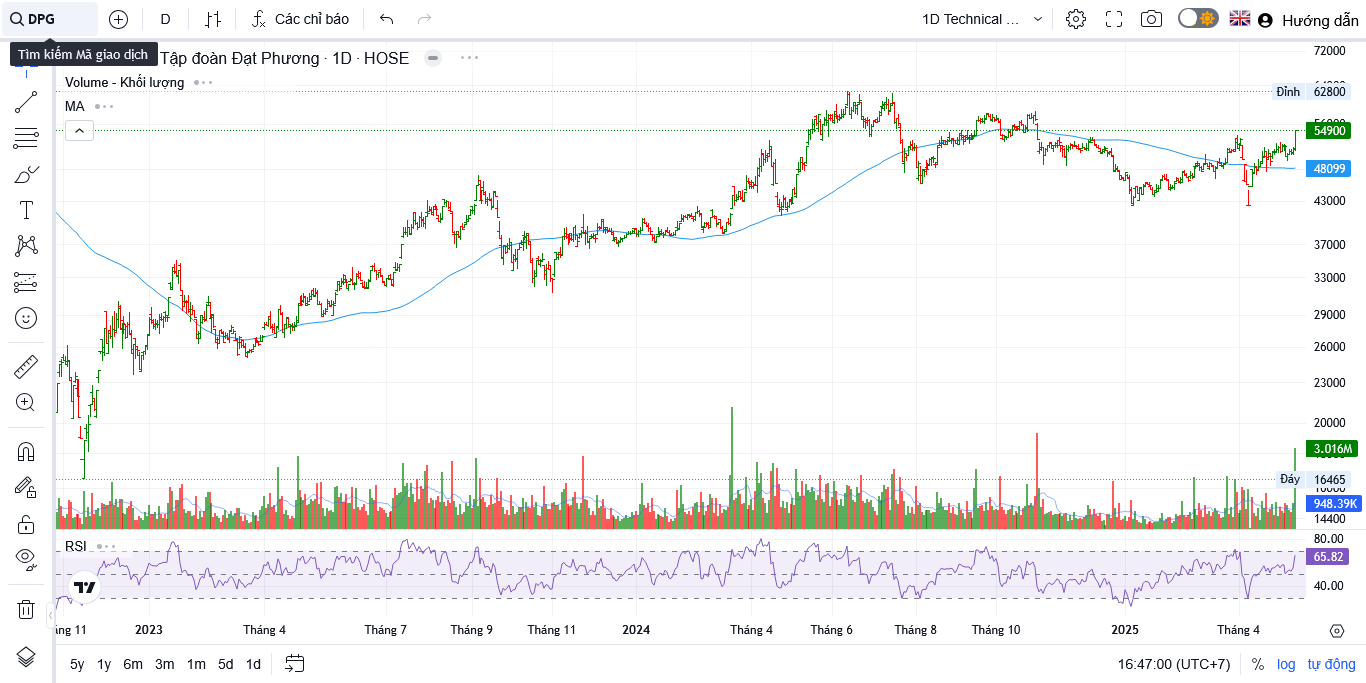 DPG
D
Các chỉ báo
1D Technical ...
Hướng dẫn
Tìm kiếm Mã giao dịch
Tập đoàn Đạt Phương · 1D · HOSE
Volume - Khối lượng
MA
72000
Đỉnh 62800
54900
48099
43000
37000
33000
29000
26000
23000
20000
3.016M
Đáy 16465
948.39K
14400
RSI
80.00
65.82
40.00
2023
Tháng 4
Tháng 7
Tháng 9
Tháng 11
2024
Tháng 4
Tháng 6
Tháng 8
Tháng 10
2025
Tháng 4
5y 1y 6m 3m 1m 5d 1d
16:47:00 (UTC+7)
% log tự động